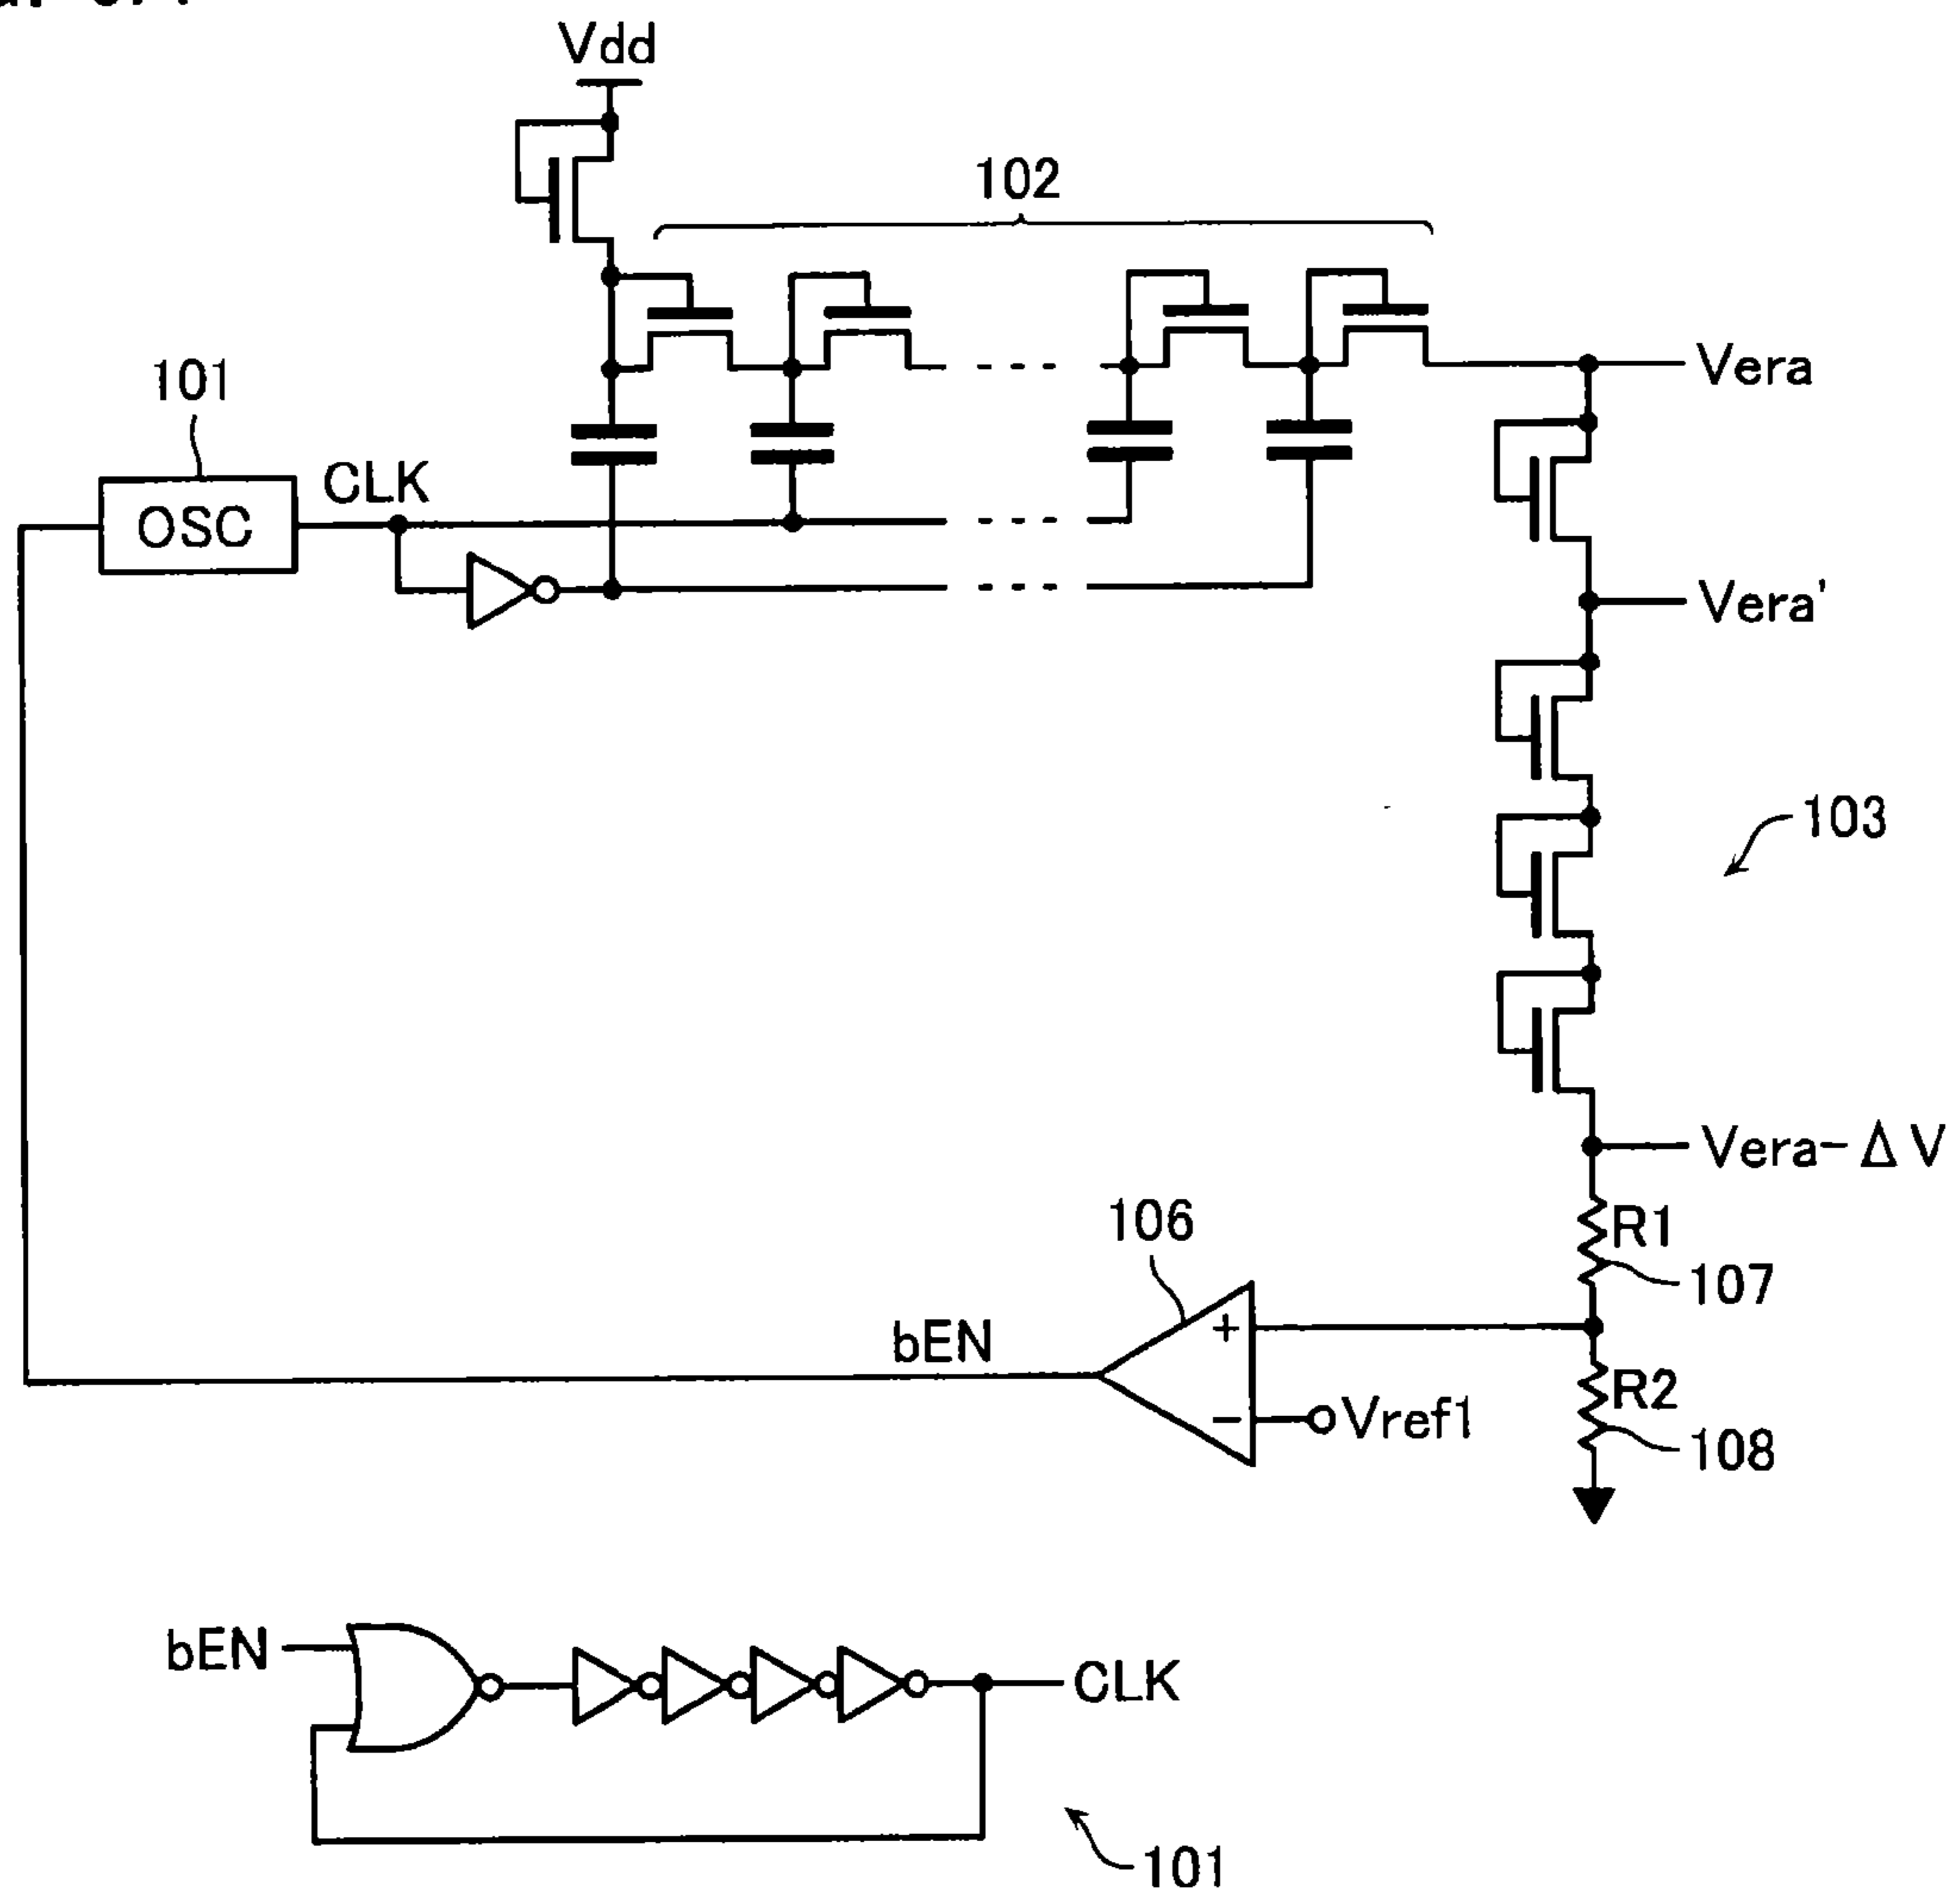 Vdd
102
101
OSC
CLK
Vera
Vera'
103
Vera-ΔV
R1
107
106
+
bEN
-
Vref1
R2
108
bEN
CLK
101